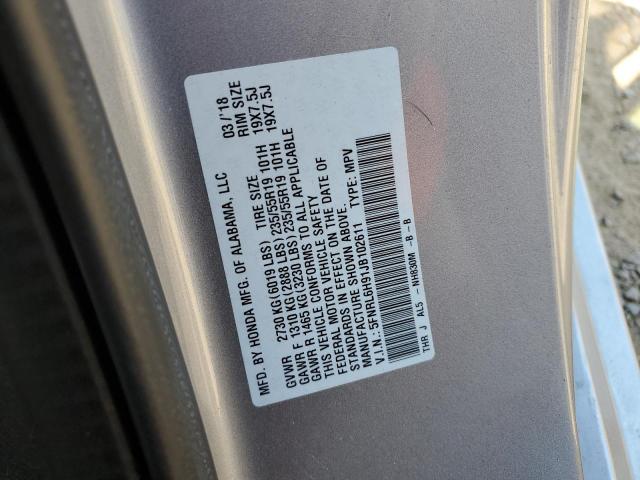 MFD. BY HONDA MFG. OF ALABAMA, LLC 03/'18
TIRE SIZE RIM SIZE
GVWR 2730 KG (6019 LBS)
GAWR F 1310 KG (2888 LBS) 235/55R19 101H 19X7.5J
GAWR R 1465 KG (3230 LBS) 235/55R19 101H 19X7.5J
THIS VEHICLE CONFORMS TO ALL APPLICABLE
FEDERAL MOTOR VEHICLE SAFETY
STANDARDS IN EFFECT ON THE DATE OF
MANUFACTURE SHOWN ABOVE.
V.I.N.: 5FNRL6H91JB102611 TYPE: MPV
THR J AL5 - NH830M -B -B